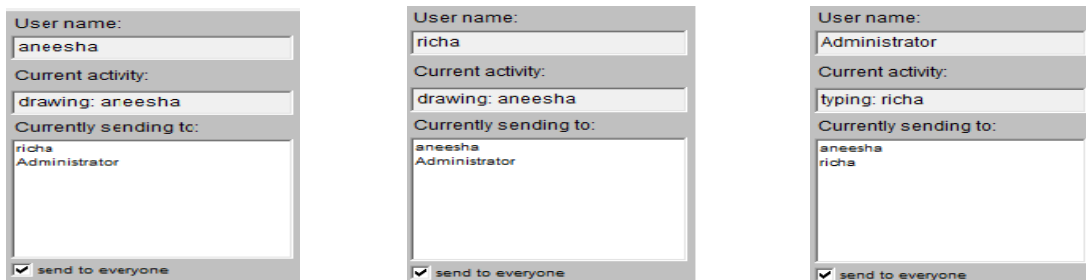 User name:
aneesha
Current activity:
drawing: aneesha
Currently sending to:
richa
Administrator
send to everyone
User name:
richa
Current activity:
drawing: aneesha
Currently sending to:
aneesha
Administrator
send to everyone
User name:
Administrator
Current activity:
typing: richa
Currently sending to:
aneesha
richa
send to everyone